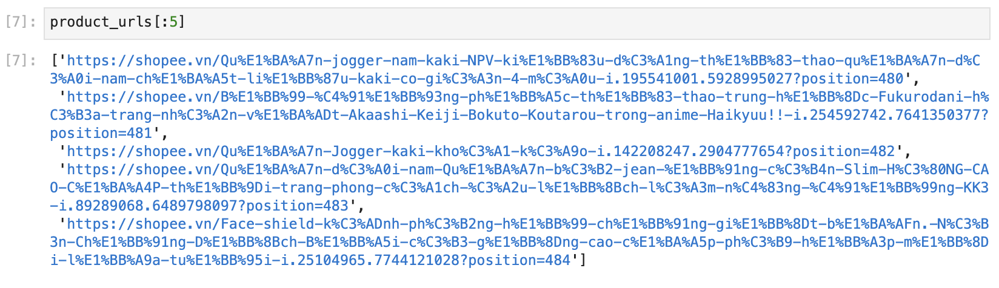 [7]: product_urls[:5]
[7]: ['https://shopee.vn/Qu%E1%BA%A7n-jogger-nam-kaki-NPV-ki%E1%BB%83u-d%C3%A1ng-th%E1%BB%83-thao-qu%E1%BA%A7n-d%C
3%A0i-nam-ch%E1%BA%A5t-li%E1%BB%87u-kaki-co-gi%C3%A3n-4-m%C3%A0u-i.195541001.5928995027?position=480',
'https://shopee.vn/B%E1%BB%99-%C4%91%E1%BB%93ng-ph%E1%BB%A5c-th%E1%BB%83-thao-trung-h%E1%BB%8Dc-Fukurodani-h%
C3%B3a-trang-nh%C3%A2n-v%E1%BA%ADt-Akaashi-Keiji-Bokuto-Koutarou-trong-anime-Haikyuu!!-i.254592742.7641350377?
position=481',
'https://shopee.vn/Qu%E1%BA%A7n-Jogger-kaki-kho%C3%A1-k%C3%A9o-i.142208247.2904777654?position=482',
'https://shopee.vn/Qu%E1%BA%A7n-d%C3%A0i-nam-Qu%E1%BA%A7n-b%C3%B2-jean-%E1%BB%91ng-c%C3%B4n-Slim-H%C3%80NG-CA
O-C%E1%BA%A4P-th%E1%BB%9Di-trang-phong-c%C3%A1ch-%C3%A2u-l%E1%BB%8Bch-l%C3%A3m-n%C4%83ng-%C4%91%E1%BB%99ng-KK3
-i.89289068.6489798097?position=483',
'https://shopee.vn/Face-shield-k%C3%ADnh-ph%C3%B2ng-h%E1%BB%99-ch%E1%BB%91ng-gi%E1%BB%8Dt-b%E1%BA%AFn.-N%C3%B
3n-Ch%E1%BB%91ng-D%E1%BB%8Bch-B%E1%BB%A5i-c%C3%B3-g%E1%BB%8Dng-cao-c%E1%BA%A5p-ph%C3%B9-h%E1%BB%A3p-m%E1%BB%8D
i-l%E1%BB%A9a-tu%E1%BB%95i-i.25104965.7744121028?position=484']